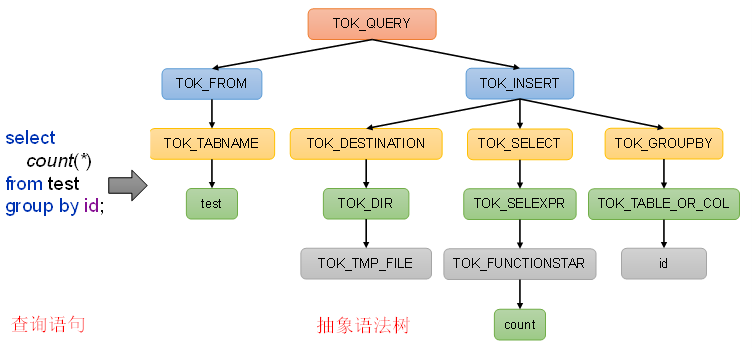 TOK_QUERY
TOK_FROM
TOK_INSERT
select
count(*)
from test
group by id;
TOK_TABNAME
TOK_DESTINATION
TOK_SELECT
TOK_GROUPBY
test
TOK_DIR
TOK_SELEXPR
TOK_TABLE_OR_COL
TOK_TMP_FILE
TOK_FUNCTIONSTAR
id
count
查询语句
抽象语法树